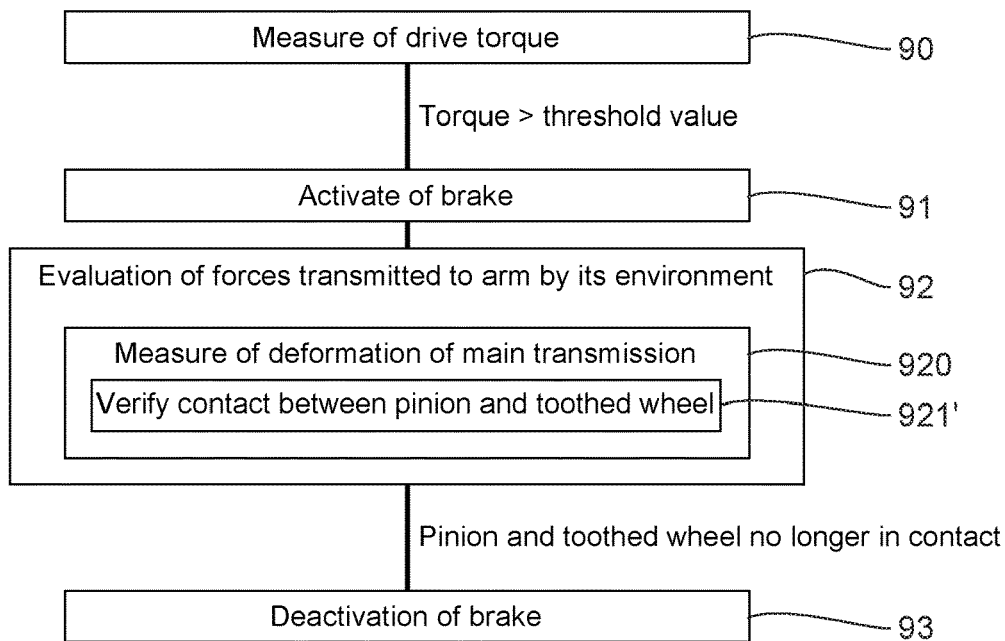 Measure of drive torque
90
Torque > threshold value
Activate of brake
91
Evaluation of forces transmitted to arm by its environment
92
Measure of deformation of main transmission
920
Verify contact between pinion and toothed wheel
921'
Pinion and toothed wheel no longer in contact
Deactivation of brake
93